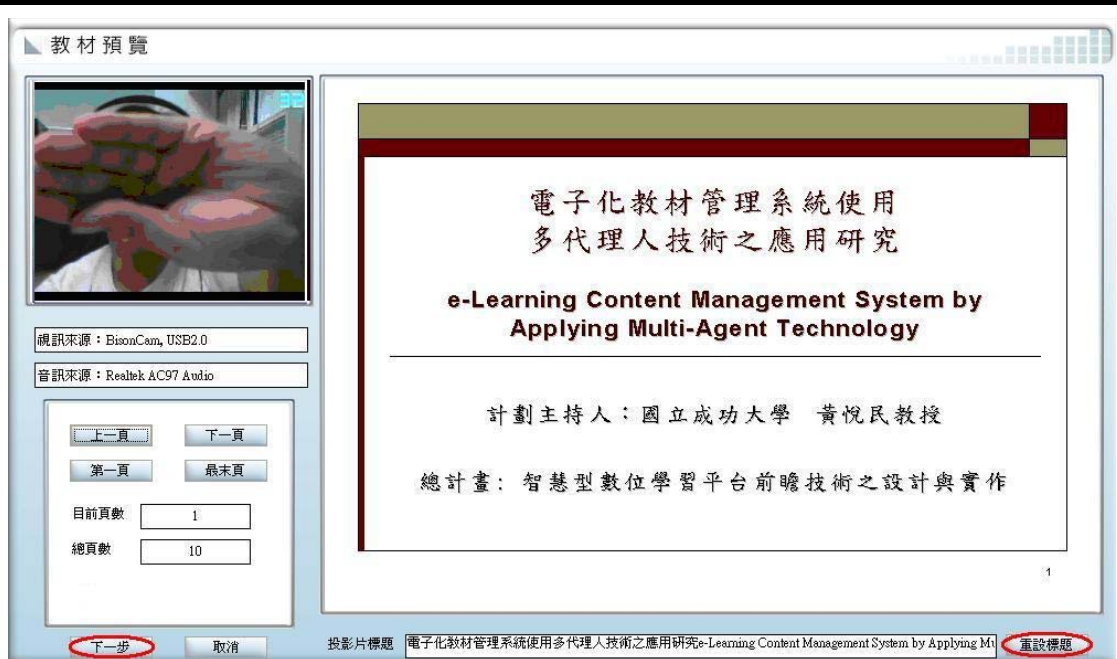 教材預覽
視訊來源：BisonCam, USB2.0
音訊來源：Realtek AC97 Audio
上一頁 下一頁
第一頁 最末頁
目前頁數 1
總頁數 10
下一步 取消
電子化教材管理系統使用
多代理人技術之應用研究
e-Learning Content Management System by
Applying Multi-Agent Technology
計劃主持人：國立成功大學 黃悅民教授
總計畫: 智慧型數位學習平台前瞻技術之設計與實作
1
投影片標題 電子化教材管理系統使用多代理人技術之應用研究e-Learning Content Management System by Applying Mu
重設標題